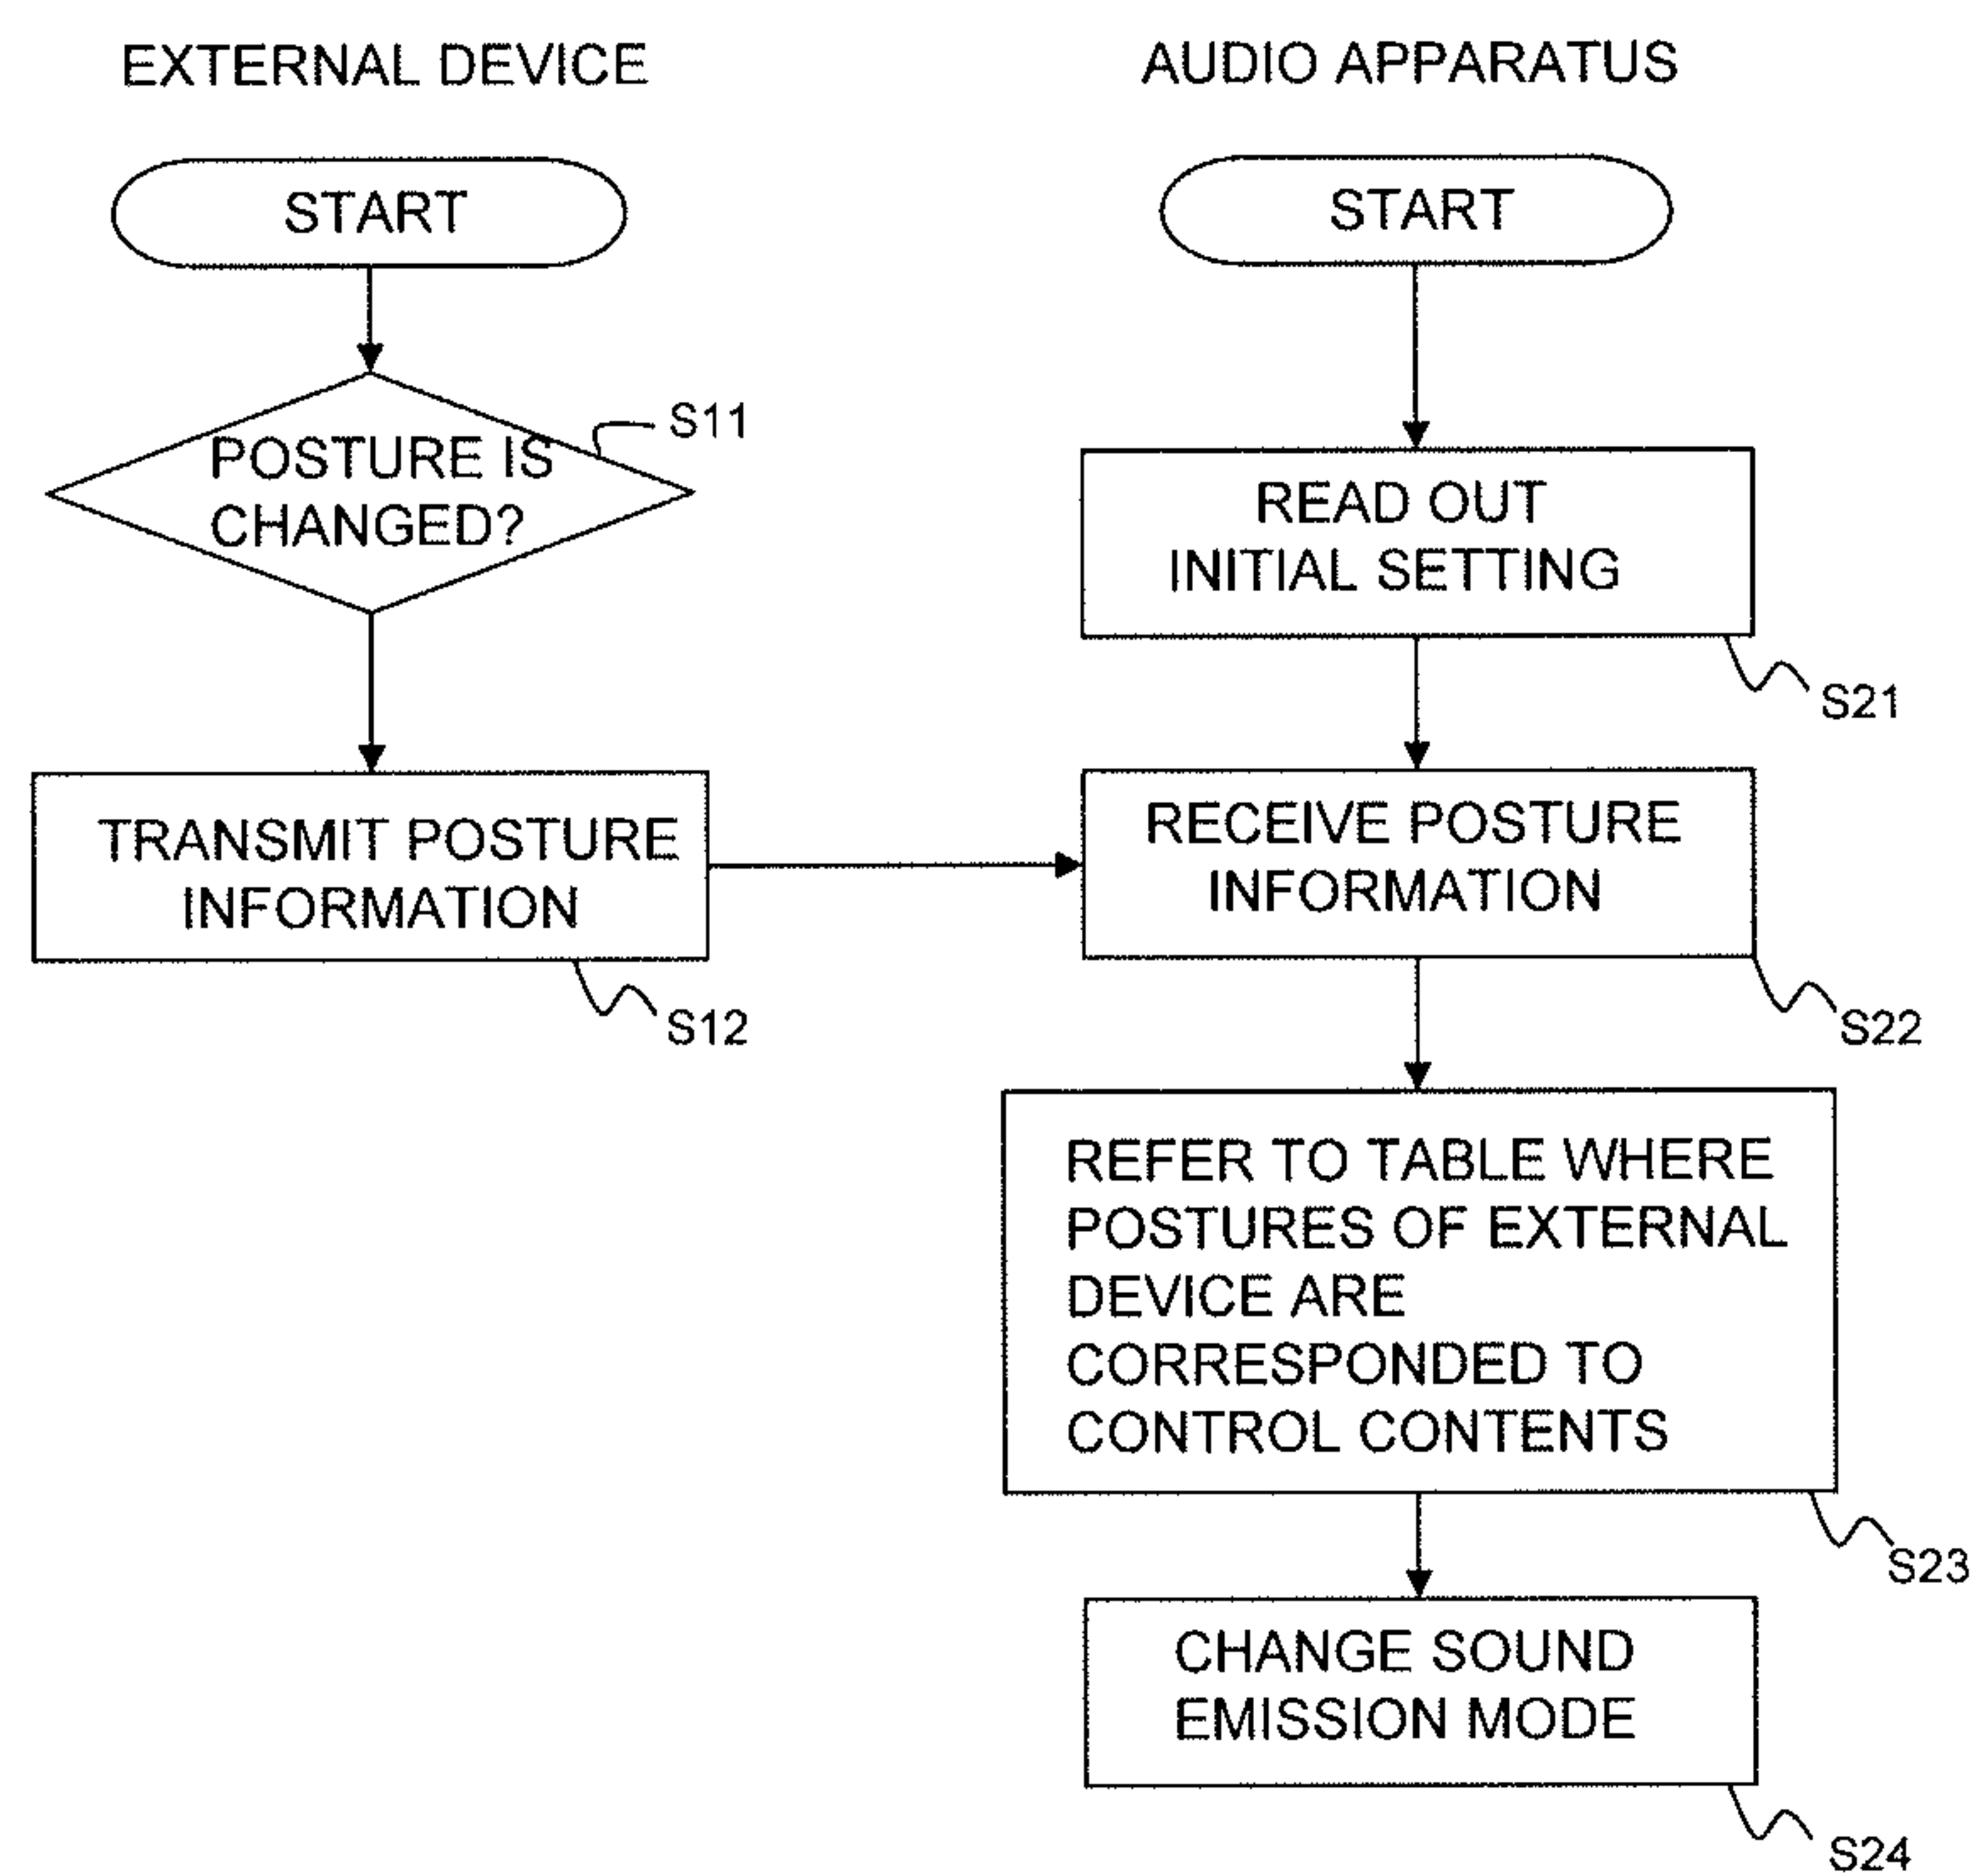 EXTERNAL DEVICE
START
POSTURE IS
CHANGED?
S11
TRANSMIT POSTURE
INFORMATION
S12
AUDIO APPARATUS
START
READ OUT
INITIAL SETTING
S21
RECEIVE POSTURE
INFORMATION
S22
REFER TO TABLE WHERE
POSTURES OF EXTERNAL
DEVICE ARE
CORRESPONDED TO
CONTROL CONTENTS
S23
CHANGE SOUND
EMISSION MODE
S24